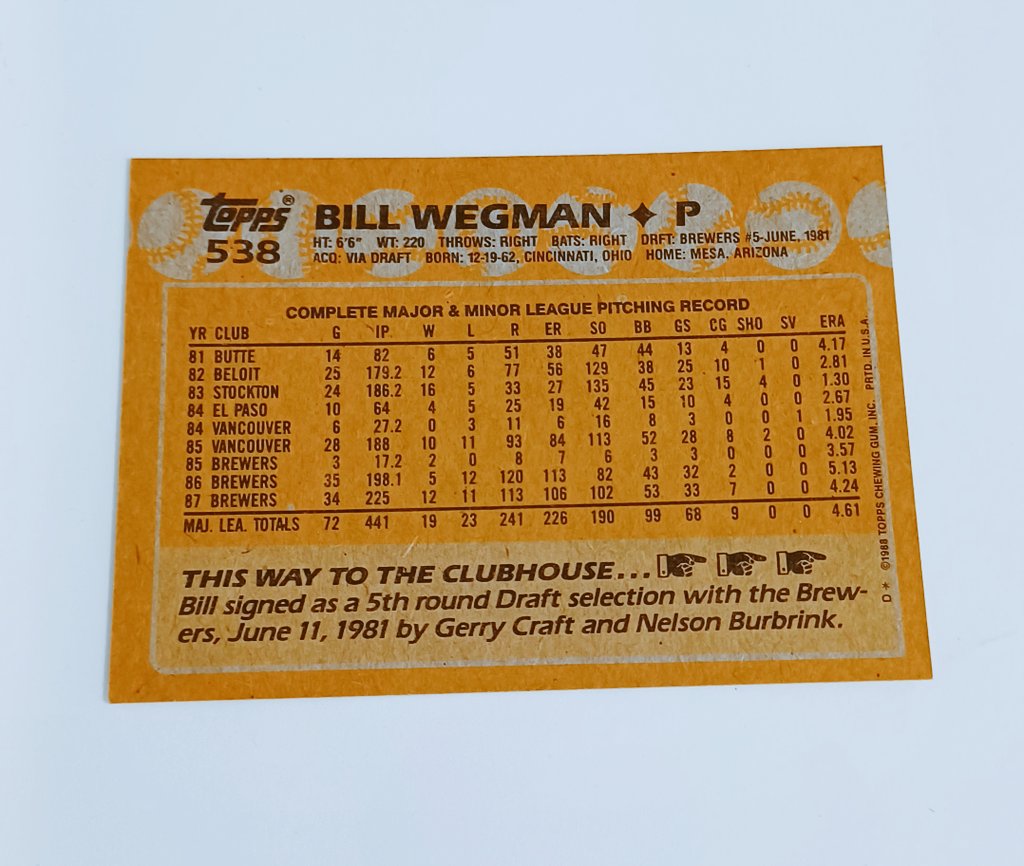 Topps® BILL WEGMAN ✦ P
538 HT: 6'6" WT: 220 THROWS: RIGHT BATS: RIGHT DRFT: BREWERS #5-JUNE, 1981
ACQ: VIA DRAFT BORN: 12-19-62, CINCINNATI, OHIO HOME: MESA, ARIZONA
COMPLETE MAJOR & MINOR LEAGUE PITCHING RECORD
YR CLUB G IP W L R ER SO BB GS CG SHO SV ERA
81 BUTTE 14 82 6 5 51 38 47 44 13 4 0 0 4.17
82 BELOIT 25 179.2 12 6 77 56 129 38 25 10 1 0 2.81
83 STOCKTON 24 186.2 16 5 33 27 135 45 23 15 4 0 1.30
84 EL PASO 10 64 4 5 25 19 42 15 10 4 0 0 2.67
84 VANCOUVER 6 27.2 0 3 11 6 16 8 3 0 0 1 1.95
85 VANCOUVER 28 188 10 11 93 84 113 52 28 8 2 0 4.02
85 BREWERS 3 17.2 2 0 8 7 6 3 3 0 0 0 3.57
86 BREWERS 35 198.1 5 12 120 113 82 43 32 2 0 0 5.13
87 BREWERS 34 225 12 11 113 106 102 53 33 7 0 0 4.24
MAJ. LEA. TOTALS 72 441 19 23 241 226 190 99 68 9 0 0 4.61
THIS WAY TO THE CLUBHOUSE...
Bill signed as a 5th round Draft selection with the Brew-
ers, June 11, 1981 by Gerry Craft and Nelson Burbrink.
D* ©1988 TOPPS CHEWING GUM, INC. PRTD. IN U.S.A.